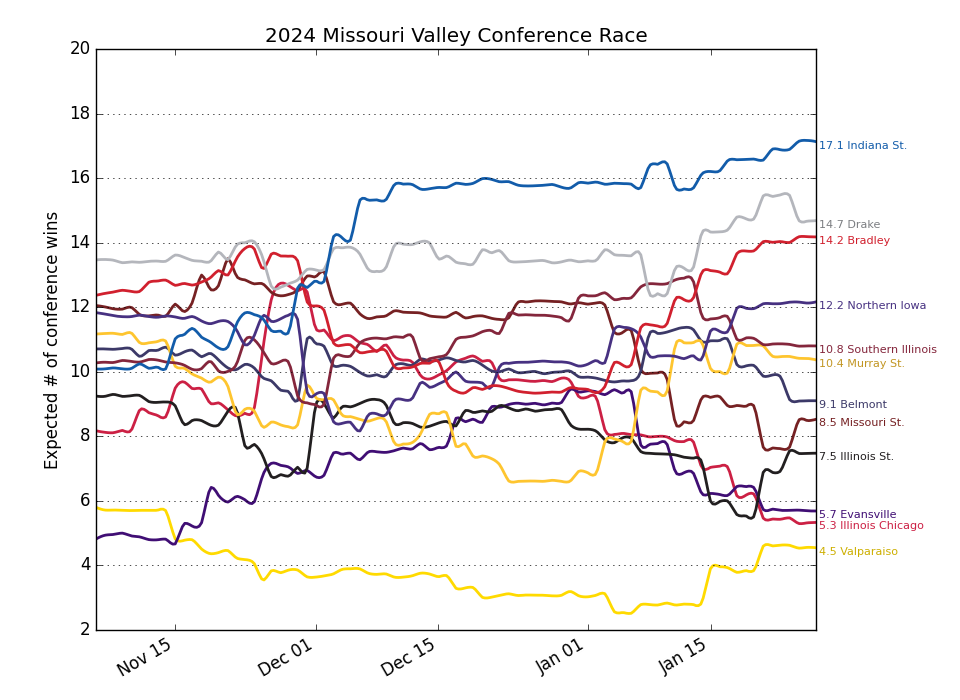 2024 Missouri Valley Conference Race
Expected # of conference wins
20
18
16
14
12
10
8
6
4
2
17.1 Indiana St.
14.7 Drake
14.2 Bradley
12.2 Northern Iowa
10.8 Southern Illinois
10.4 Murray St.
9.1 Belmont
8.5 Missouri St.
7.5 Illinois St.
5.7 Evansville
5.3 Illinois Chicago
4.5 Valparaiso
Nov 15
Dec 01
Dec 15
Jan 01
Jan 15